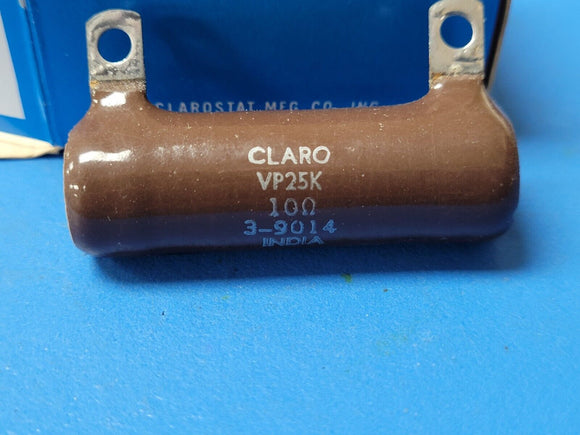 CLAROSTAT MFG. CO. INC.
CLARO
VP25K
10Ω
3-9014
INDIA